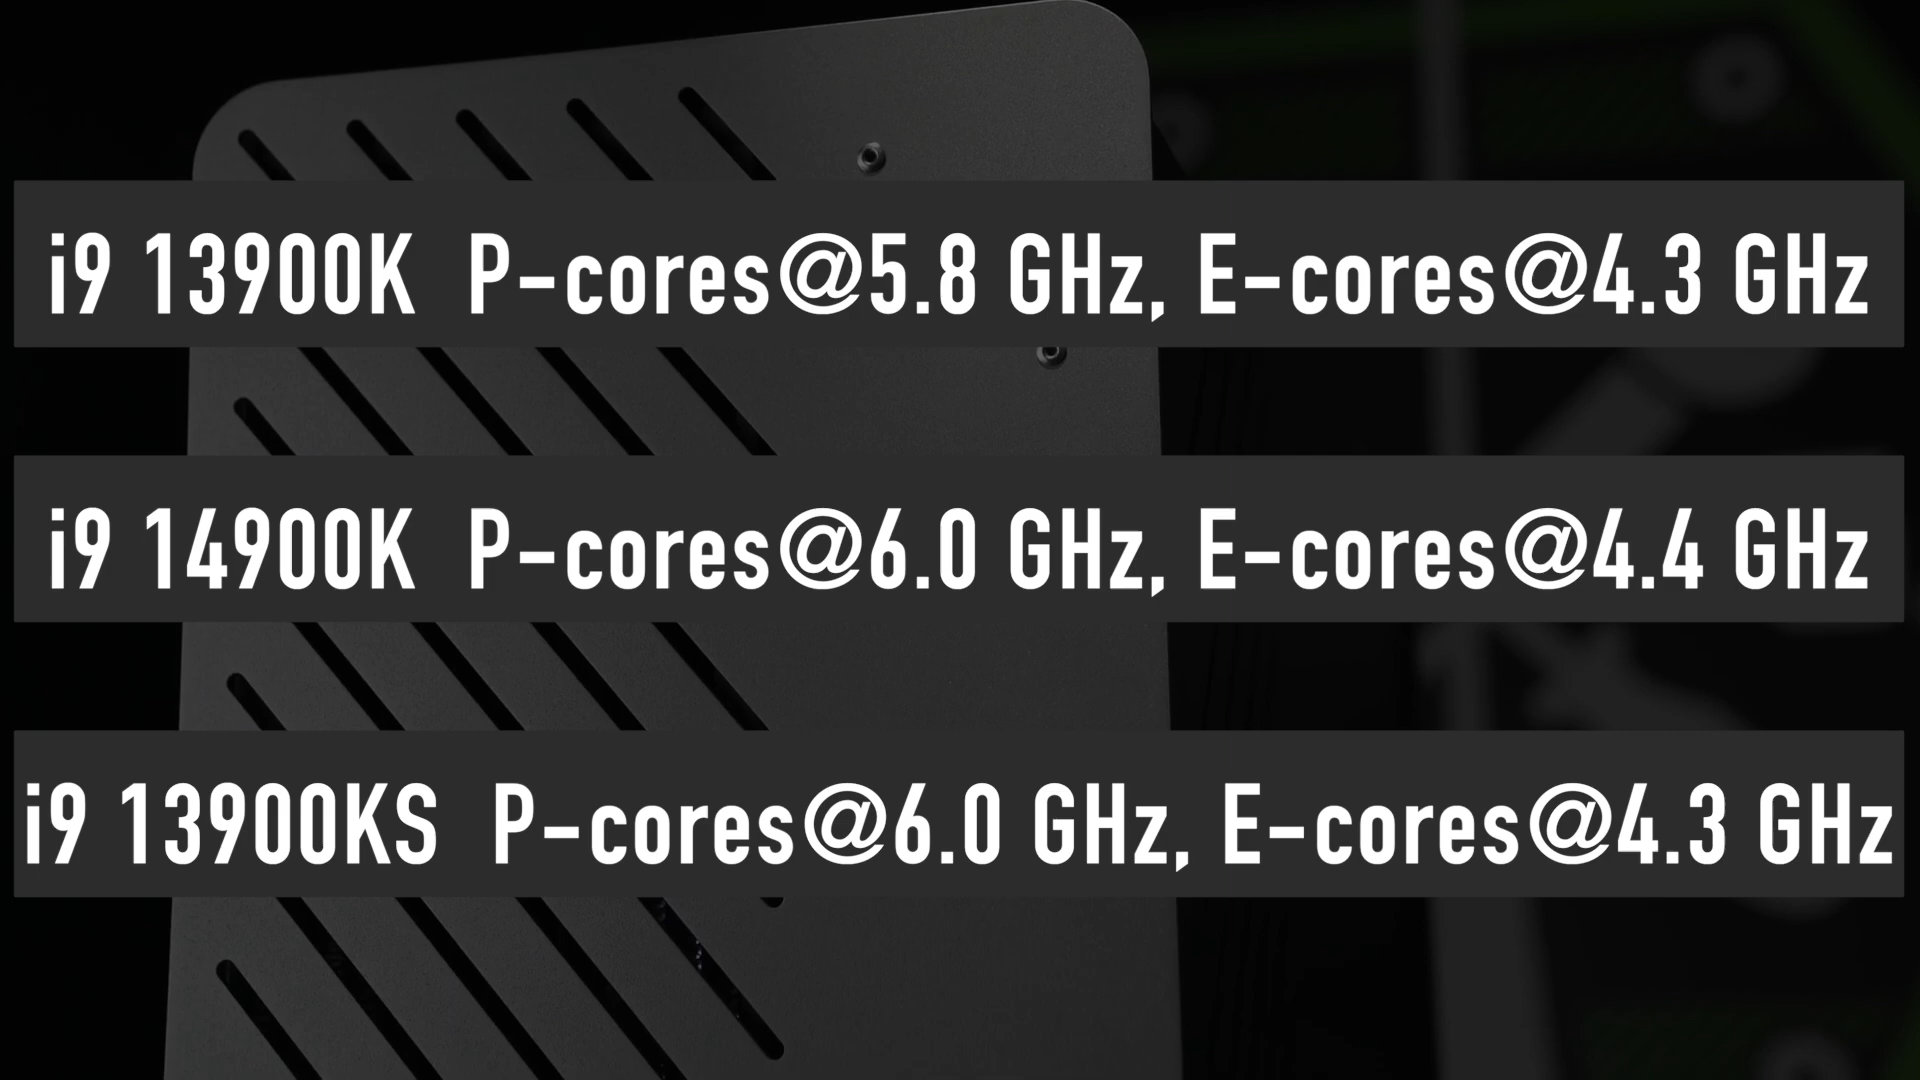 i9 13900K P-cores@5.8 GHz, E-cores@4.3 GHz
i9 14900K P-cores@6.0 GHz, E-cores@4.4 GHz
i9 13900KS P-cores@6.0 GHz, E-cores@4.3 GHz